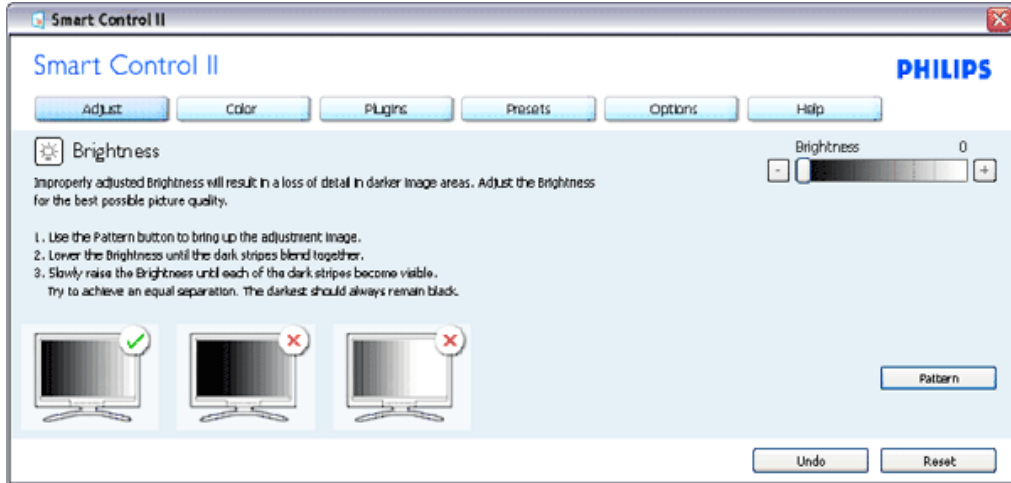 Smart Control II
Smart Control II
PHILIPS
Adjust Color Plugins Presets Options Help
Brightness
Brightness 0
- +
Improperly adjusted Brightness will result in a loss of detail in darker image areas. Adjust the Brightness
for the best possible picture quality.
1. Use the Pattern button to bring up the adjustment image.
2. Lower the Brightness until the dark stripes blend together.
3. Slowly raise the Brightness until each of the dark stripes become visible.
Try to achieve an equal separation. The darkest should always remain black.
Pattern
Undo Reset